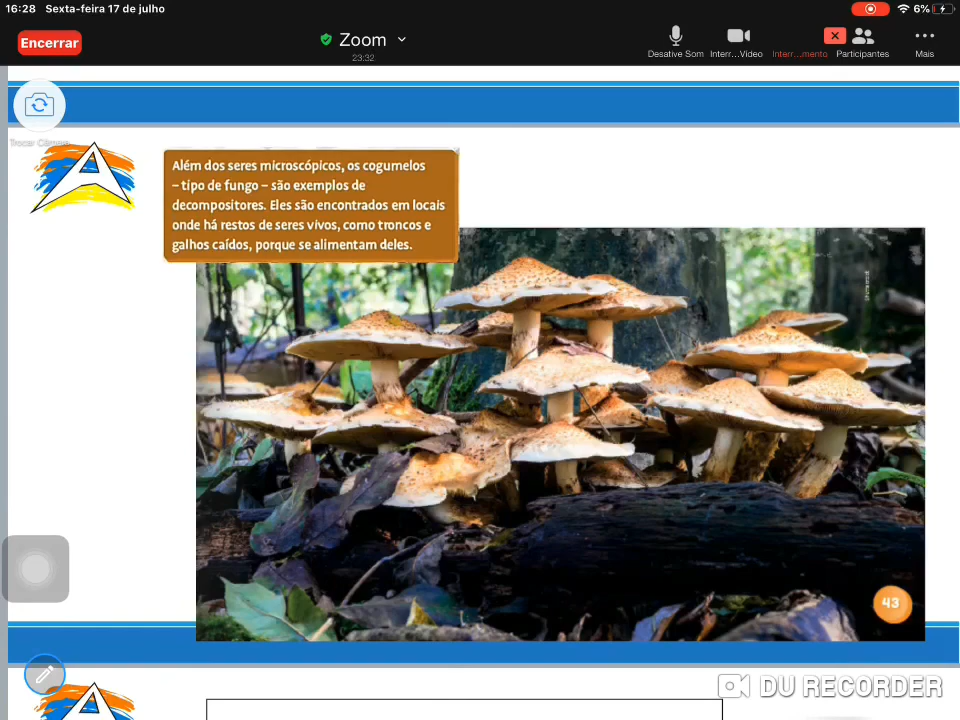 16:28 Sexta-feira 17 de julho
6%
Encerrar
Zoom
23:32
Desative Som
Interr...Vídeo
Interr...mento
Participantes
Mais
Trocar Câmera
Além dos seres microscópicos, os cogumelos
– tipo de fungo – são exemplos de
decompositores. Eles são encontrados em locais
onde há restos de seres vivos, como troncos e
galhos caídos, porque se alimentam deles.
43
DU RECORDER